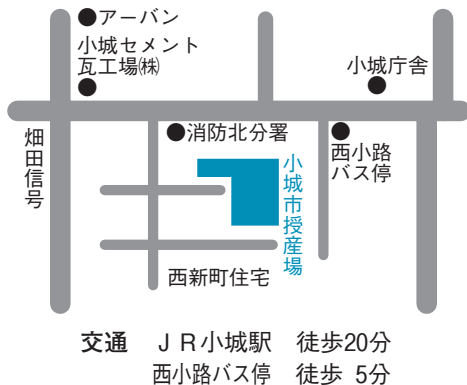 ●アーバン
小城セメント
瓦工場㈱
小城庁舎
畑田信号
●消防北分署
西小路
バス停
小城市授産場
西新町住宅
交通　ＪＲ小城駅　徒歩20分
西小路バス停　徒歩 5分